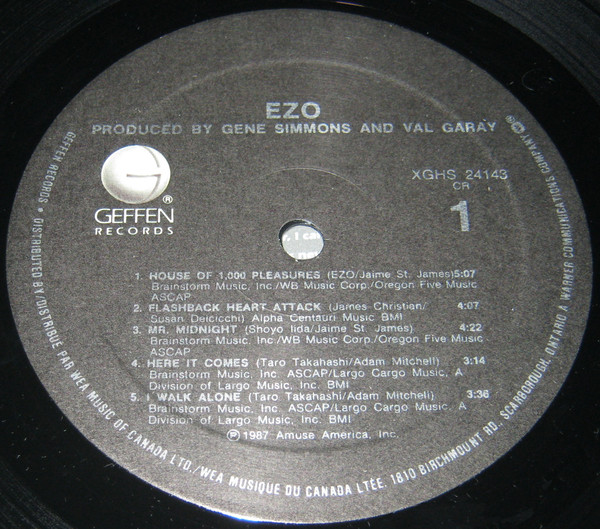 EZO
PRODUCED BY GENE SIMMONS AND VAL GARAY
G
®
GEFFEN
RECORDS
XGHS 24143
CR
1
1. HOUSE OF 1,000 PLEASURES (EZO/Jaime St. James) 5:07
Brainstorm Music, Inc./WB Music Corp./Oregon Five Music
ASCAP
2. FLASHBACK HEART ATTACK (James Christian/ 4:07
Susan Deicicchi) Alpha Centauri Music BMI
3. MR. MIDNIGHT (Shoyo Iida/Jaime St. James) 4:22
Brainstorm Music, Inc./WB Music Corp./Oregon Five Music
ASCAP
4. HERE IT COMES (Taro Takahashi/Adam Mitchell) 3:14
Brainstorm Music, Inc. ASCAP/Largo Cargo Music, A
Division of Largo Music, Inc. BMI
5. I WALK ALONE (Taro Takahashi/Adam Mitchell) 3:36
Brainstorm Music, Inc. ASCAP/Largo Cargo Music, A
Division of Largo Music, Inc. BMI
℗ 1987 Amuse America, Inc.
GEFFEN RECORDS · DISTRIBUTED BY/DISTRIBUÉ PAR WEA MUSIC OF CANADA LTD./WEA MUSIQUE DU CANADA LTÉE. 1810 BIRCHMOUNT RD., SCARBOROUGH, ONTARIO. A WARNER COMMUNICATIONS COMPANY.